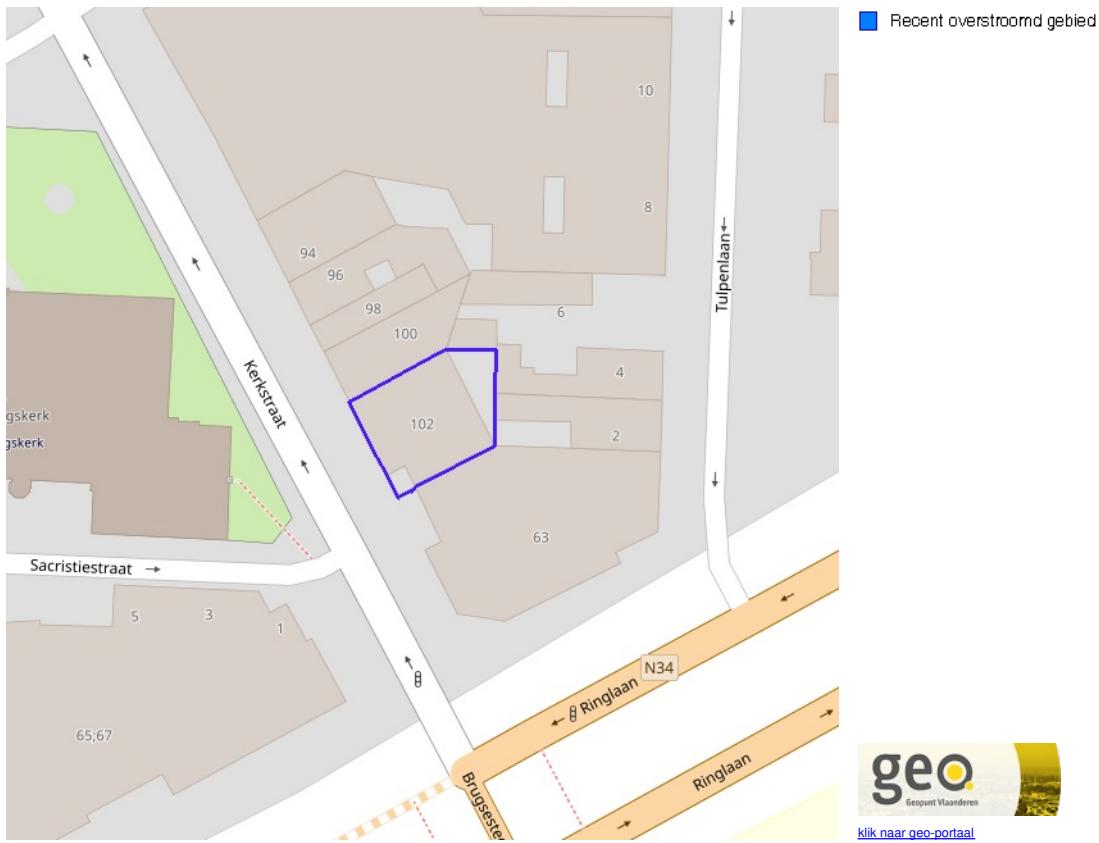 Recent overstroomd gebied
10
8
94
96
98
100
6
Tulpenlaan
4
2
Kerkstraat
102
gskerk
gskerk
63
Sacristiestraat
5
3
1
N34
Ringlaan
65;67
Ringlaan
Brugsesteen
geo.
Geopunt Vlaanderen
klik naar geo-portaal